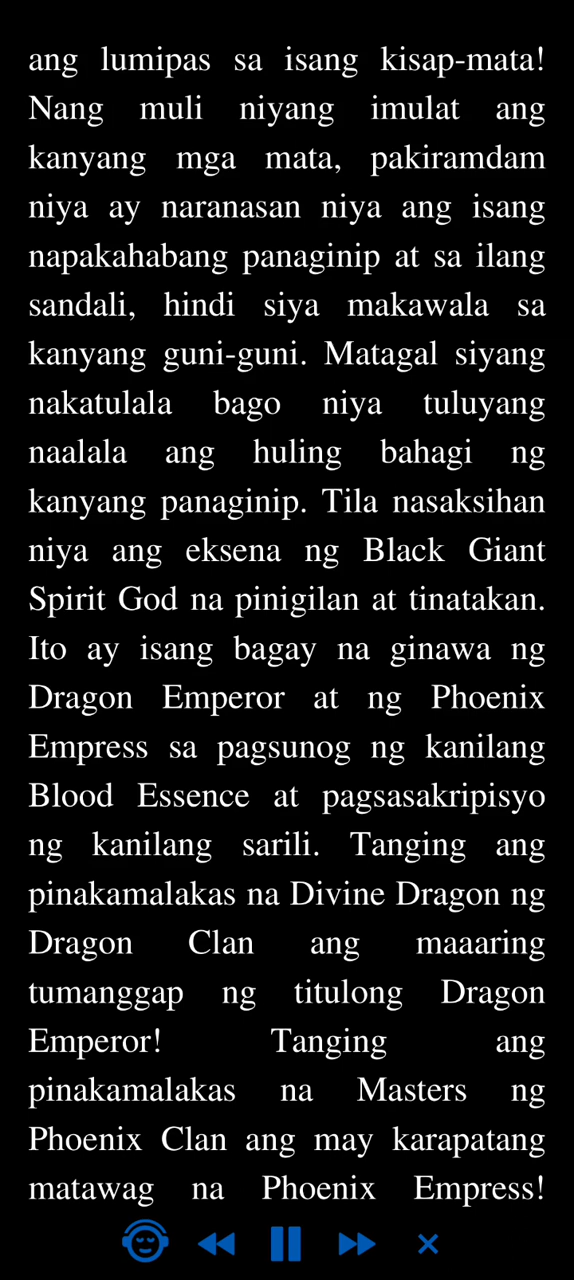 ang lumipas sa isang kisap-mata!
Nang muli niyang imulat ang
kanyang mga mata, pakiramdam
niya ay naranasan niya ang isang
napakahabang panaginip at sa ilang
sandali, hindi siya makawala sa
kanyang guni-guni. Matagal siyang
nakatulala bago niya tuluyang
naalala ang huling bahagi ng
kanyang panaginip. Tila nasaksihan
niya ang eksena ng Black Giant
Spirit God na pinigilan at tinatakan.
Ito ay isang bagay na ginawa ng
Dragon Emperor at ng Phoenix
Empress sa pagsunog ng kanilang
Blood Essence at pagsasakripisyo
ng kanilang sarili. Tanging ang
pinakamalakas na Divine Dragon ng
Dragon Clan ang maaaring
tumanggap ng titulong Dragon
Emperor! Tanging ang
pinakamalakas na Masters ng
Phoenix Clan ang may karapatang
matawag na Phoenix Empress!